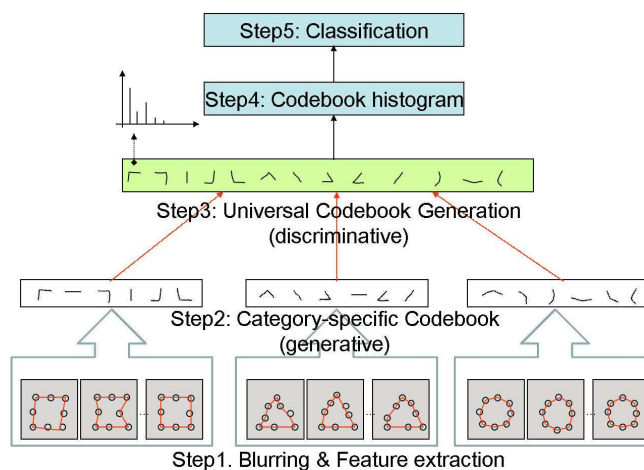 Step5: Classification
Step4: Codebook histogram
Step3: Universal Codebook Generation
(discriminative)
Step2: Category-specific Codebook
(generative)
... ... ...
Step1. Blurring & Feature extraction